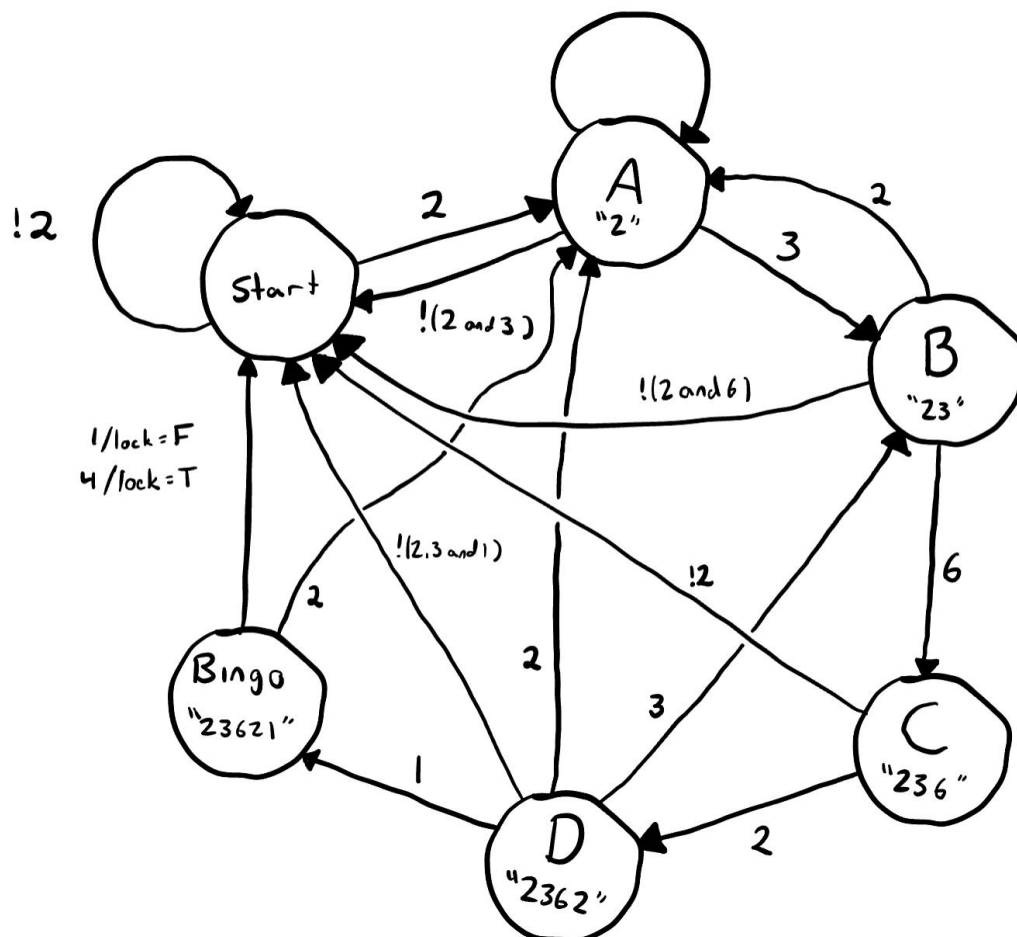 A
"2"
2
2
!2
3
Start
!(2 and 3)
B
"23"
!(2 and 6)
1/lock=F
4/lock=T
!(2,3 and 1)
!2
6
2
2
3
Bingo
"23621"
C
"236"
1
2
D
"2362"